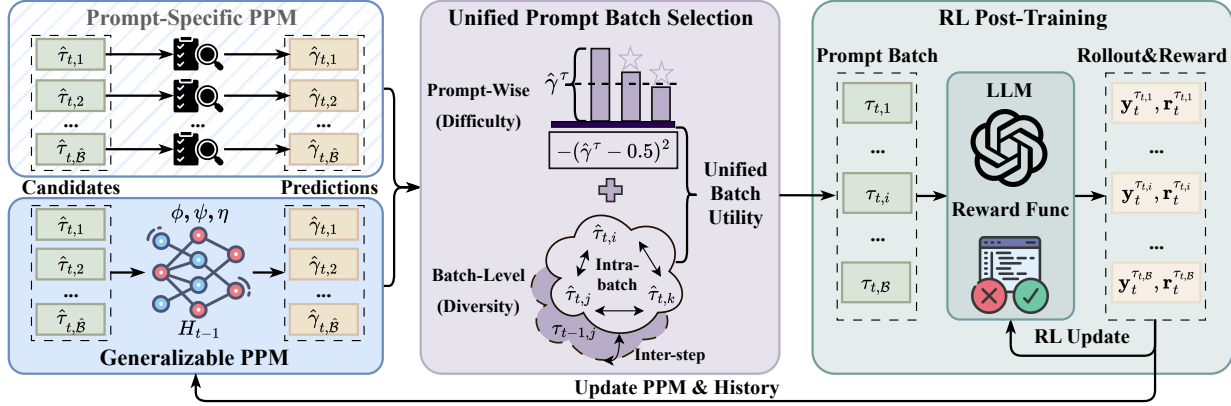 Prompt-Specific PPM
τ̂_{t,1}
γ̂_{t,1}
τ̂_{t,2}
γ̂_{t,2}
...
...
...
τ̂_{t,B̂}
γ̂_{t,B̂}
Candidates
Predictions
ϕ, ψ, η
τ̂_{t,1}
γ̂_{t,1}
τ̂_{t,2}
γ̂_{t,2}
...
...
τ̂_{t,B̂}
γ̂_{t,B̂}
H_{t−1}
Generalizable PPM
Unified Prompt Batch Selection
Prompt-Wise
(Difficulty)
γ̂^τ
−(γ̂^τ − 0.5)²
Unified
Batch
Utility
Batch-Level
(Diversity)
τ̂_{t,i}
Intra-
batch
τ̂_{t,j}
τ̂_{t,k}
τ_{t−1,j}
Inter-step
RL Post-Training
Prompt Batch
Rollout&Reward
LLM
τ_{t,1}
y_t^{τ_{t,1}}, r_t^{τ_{t,1}}
...
...
τ_{t,i}
y_t^{τ_{t,i}}, r_t^{τ_{t,i}}
Reward Func
...
...
τ_{t,B}
y_t^{τ_{t,B}}, r_t^{τ_{t,B}}
RL Update
Update PPM & History